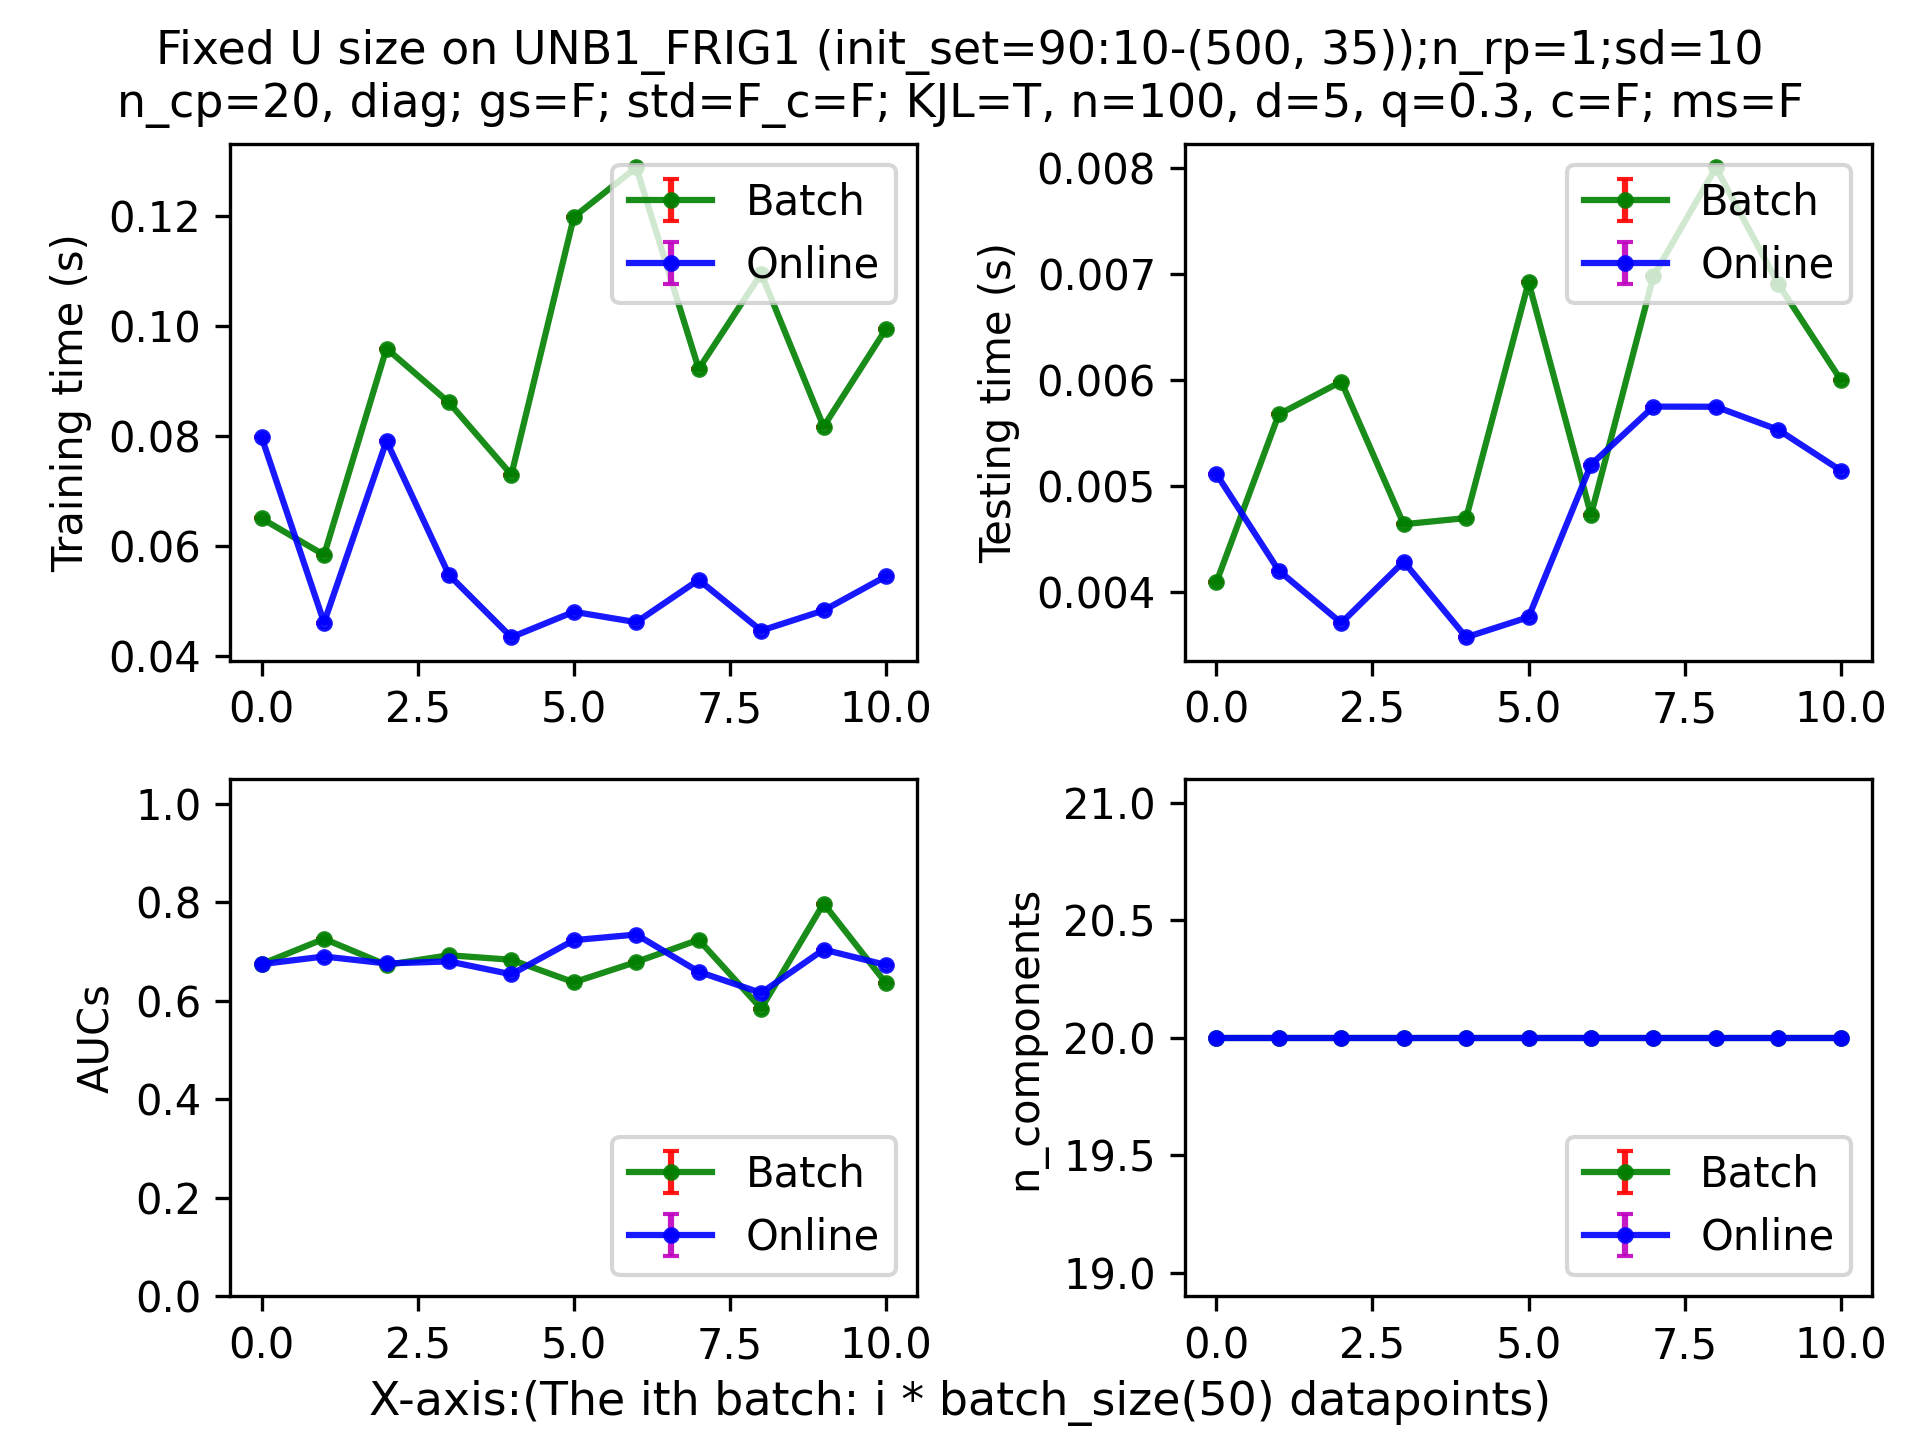 Fixed U size on UNB1_FRIG1 (init_set=90:10-(500, 35));n_rp=1;sd=10
n_cp=20, diag; gs=F; std=F_c=F; KJL=T, n=100, d=5, q=0.3, c=F; ms=F
Training time (s)
0.12
0.10
0.08
0.06
0.04
0.0 2.5 5.0 7.5 10.0
Batch
Online
Testing time (s)
0.008
0.007
0.006
0.005
0.004
0.0 2.5 5.0 7.5 10.0
Batch
Online
AUCs
1.0
0.8
0.6
0.4
0.2
0.0
0.0 2.5 5.0 7.5 10.0
Batch
Online
n_components
21.0
20.5
20.0
19.5
19.0
0.0 2.5 5.0 7.5 10.0
Batch
Online
X-axis:(The ith batch: i * batch_size(50) datapoints)